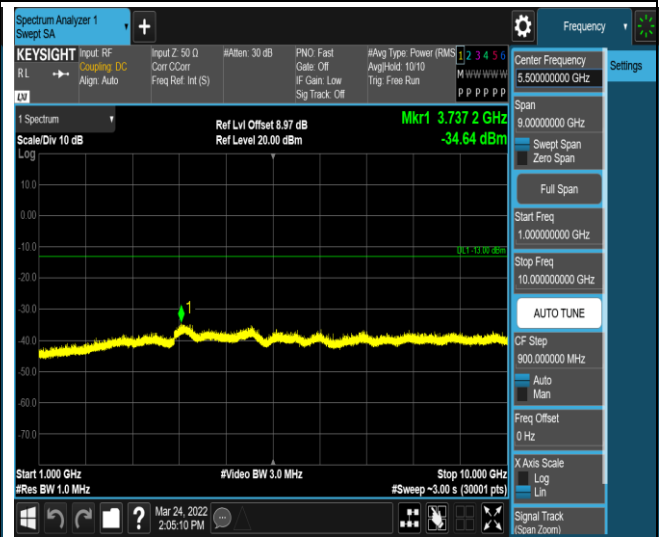 Spectrum Analyzer 1
Swept SA
Frequency
KEYSIGHT
RL
LXI
Input: RF
Coupling: DC
Align: Auto
Input Z: 50 Ω
Corr CCorr
Freq Ref: Int (S)
#Atten: 30 dB
PNO: Fast
Gate: Off
IF Gain: Low
Sig Track: Off
#Avg Type: Power (RMS
Avg|Hold: 10/10
Trig: Free Run
1 2 3 4 5 6
M W W W W W
P P P P P P
1 Spectrum
Scale/Div 10 dB
Log
Ref Lvl Offset 8.97 dB
Ref Level 20.00 dBm
Mkr1 3.737 2 GHz
-34.64 dBm
10.0
0.00
-10.0
DL1 -13.00 dBm
-20.0
-30.0
1
-40.0
-50.0
-60.0
-70.0
Start 1.000 GHz
#Res BW 1.0 MHz
#Video BW 3.0 MHz
Stop 10.000 GHz
#Sweep ~3.00 s (30001 pts)
Mar 24, 2022
2:05:10 PM
Center Frequency
5.500000000 GHz
Span
9.00000000 GHz
Swept Span
Zero Span
Full Span
Start Freq
1.000000000 GHz
Stop Freq
10.000000000 GHz
AUTO TUNE
CF Step
900.000000 MHz
Auto
Man
Freq Offset
0 Hz
X Axis Scale
Log
Lin
Signal Track
(Span Zoom)
Settings